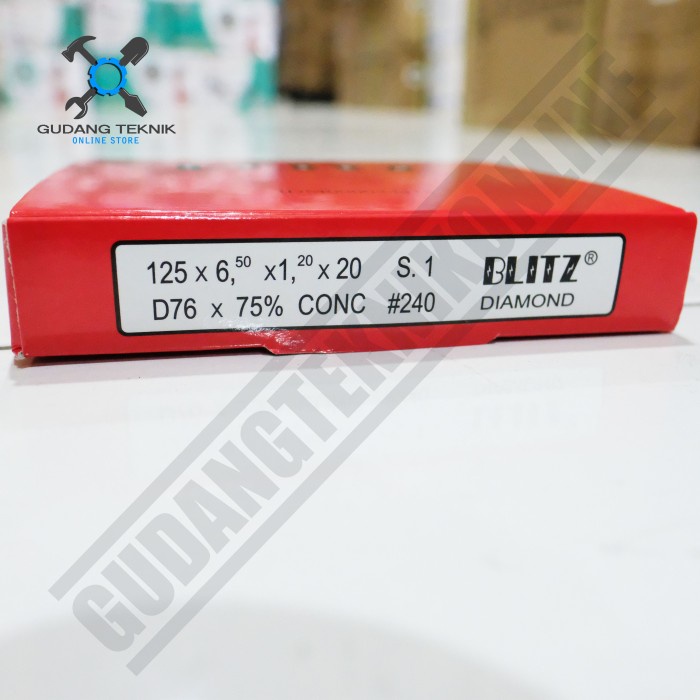 GUDANG TEKNIK
ONLINE STORE
125 x 6,50 x1,20 x 20 S. 1 BLITZ®
D76 x 75% CONC #240 DIAMOND
GUDANGTEKNIKONLINE